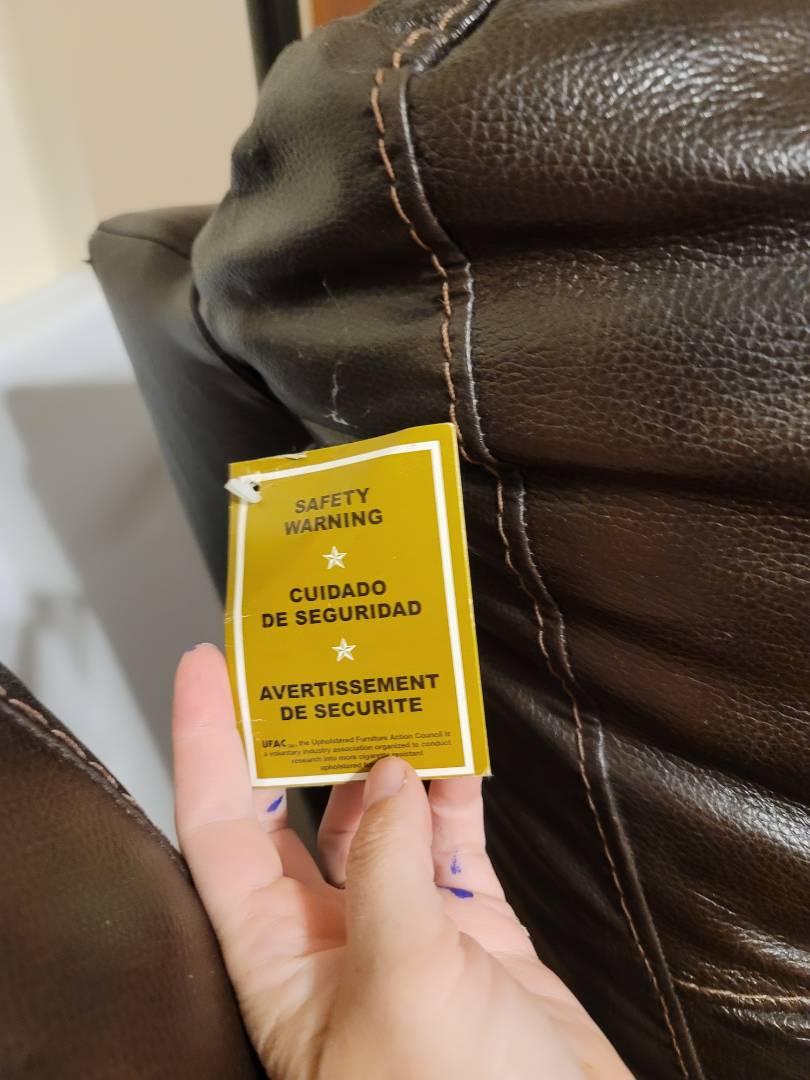 SAFETY
WARNING
CUIDADO
DE SEGURIDAD
AVERTISSEMENT
DE SECURITE
UFAC the Upholstered Furniture Action Council is
a voluntary industry association organized to conduct
research into more cigarette resistant
upholstered